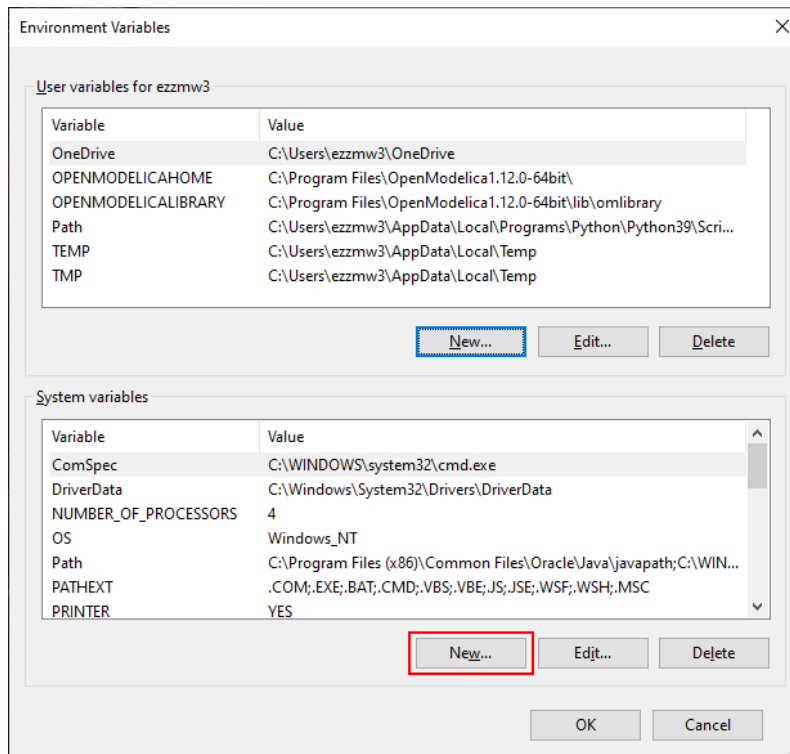 Environment Variables
User variables for ezzmw3
Variable Value
OneDrive C:\Users\ezzmw3\OneDrive
OPENMODELICAHOME C:\Program Files\OpenModelica1.12.0-64bit\
OPENMODELICALIBRARY C:\Program Files\OpenModelica1.12.0-64bit\lib\omlibrary
Path C:\Users\ezzmw3\AppData\Local\Programs\Python\Python39\Scri...
TEMP C:\Users\ezzmw3\AppData\Local\Temp
TMP C:\Users\ezzmw3\AppData\Local\Temp
New... Edit... Delete
System variables
Variable Value
ComSpec C:\WINDOWS\system32\cmd.exe
DriverData C:\Windows\System32\Drivers\DriverData
NUMBER_OF_PROCESSORS 4
OS Windows_NT
Path C:\Program Files (x86)\Common Files\Oracle\Java\javapath;C:\WIN...
PATHEXT .COM;.EXE;.BAT;.CMD;.VBS;.VBE;.JS;.JSE;.WSF;.WSH;.MSC
PRINTER YES
New... Edit... Delete
OK Cancel